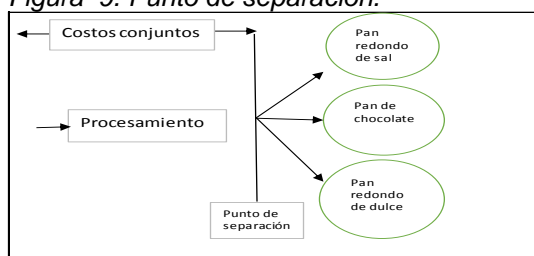 Figura 9. Punto de separación.
Costos conjuntos
Pan
redondo
de sal
Procesamiento
Pan de
chocolate
Pan
redondo
de dulce
Punto de
separación